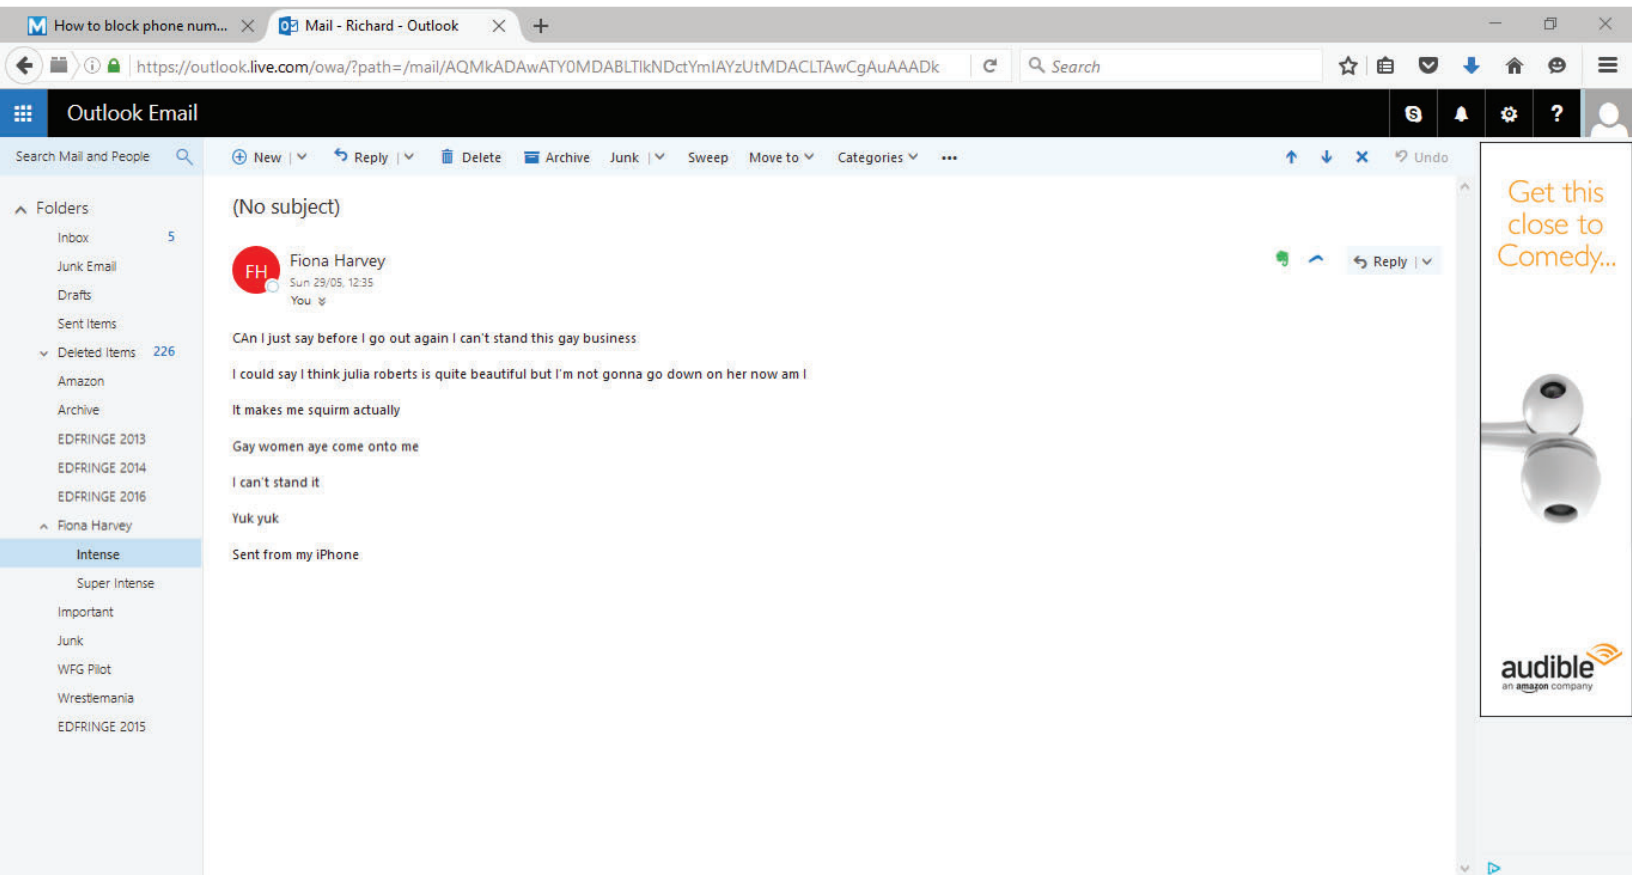 How to block phone num...
Mail - Richard - Outlook
https://outlook.live.com/owa/?path=/mail/AQMkADAwATY0MDABLTlkNDctYmIAYzUtMDACLTAwCgAuAAADk
Search
Outlook Email
?
Search Mail and People
New
Reply
Delete
Archive
Junk
Sweep
Move to
Categories
Undo
Folders
Inbox 5
Junk Email
Drafts
Sent Items
Deleted Items 226
Amazon
Archive
EDFRINGE 2013
EDFRINGE 2014
EDFRINGE 2016
Fiona Harvey
Intense
Super Intense
Important
Junk
WFG Pilot
Wrestlemania
EDFRINGE 2015
(No subject)
FH
Fiona Harvey
Sun 29/05, 12:35
You
Reply
CAn I just say before I go out again I can't stand this gay business
I could say I think julia roberts is quite beautiful but I'm not gonna go down on her now am I
It makes me squirm actually
Gay women aye come onto me
I can't stand it
Yuk yuk
Sent from my iPhone
Get this
close to
Comedy...
audible
an amazon company